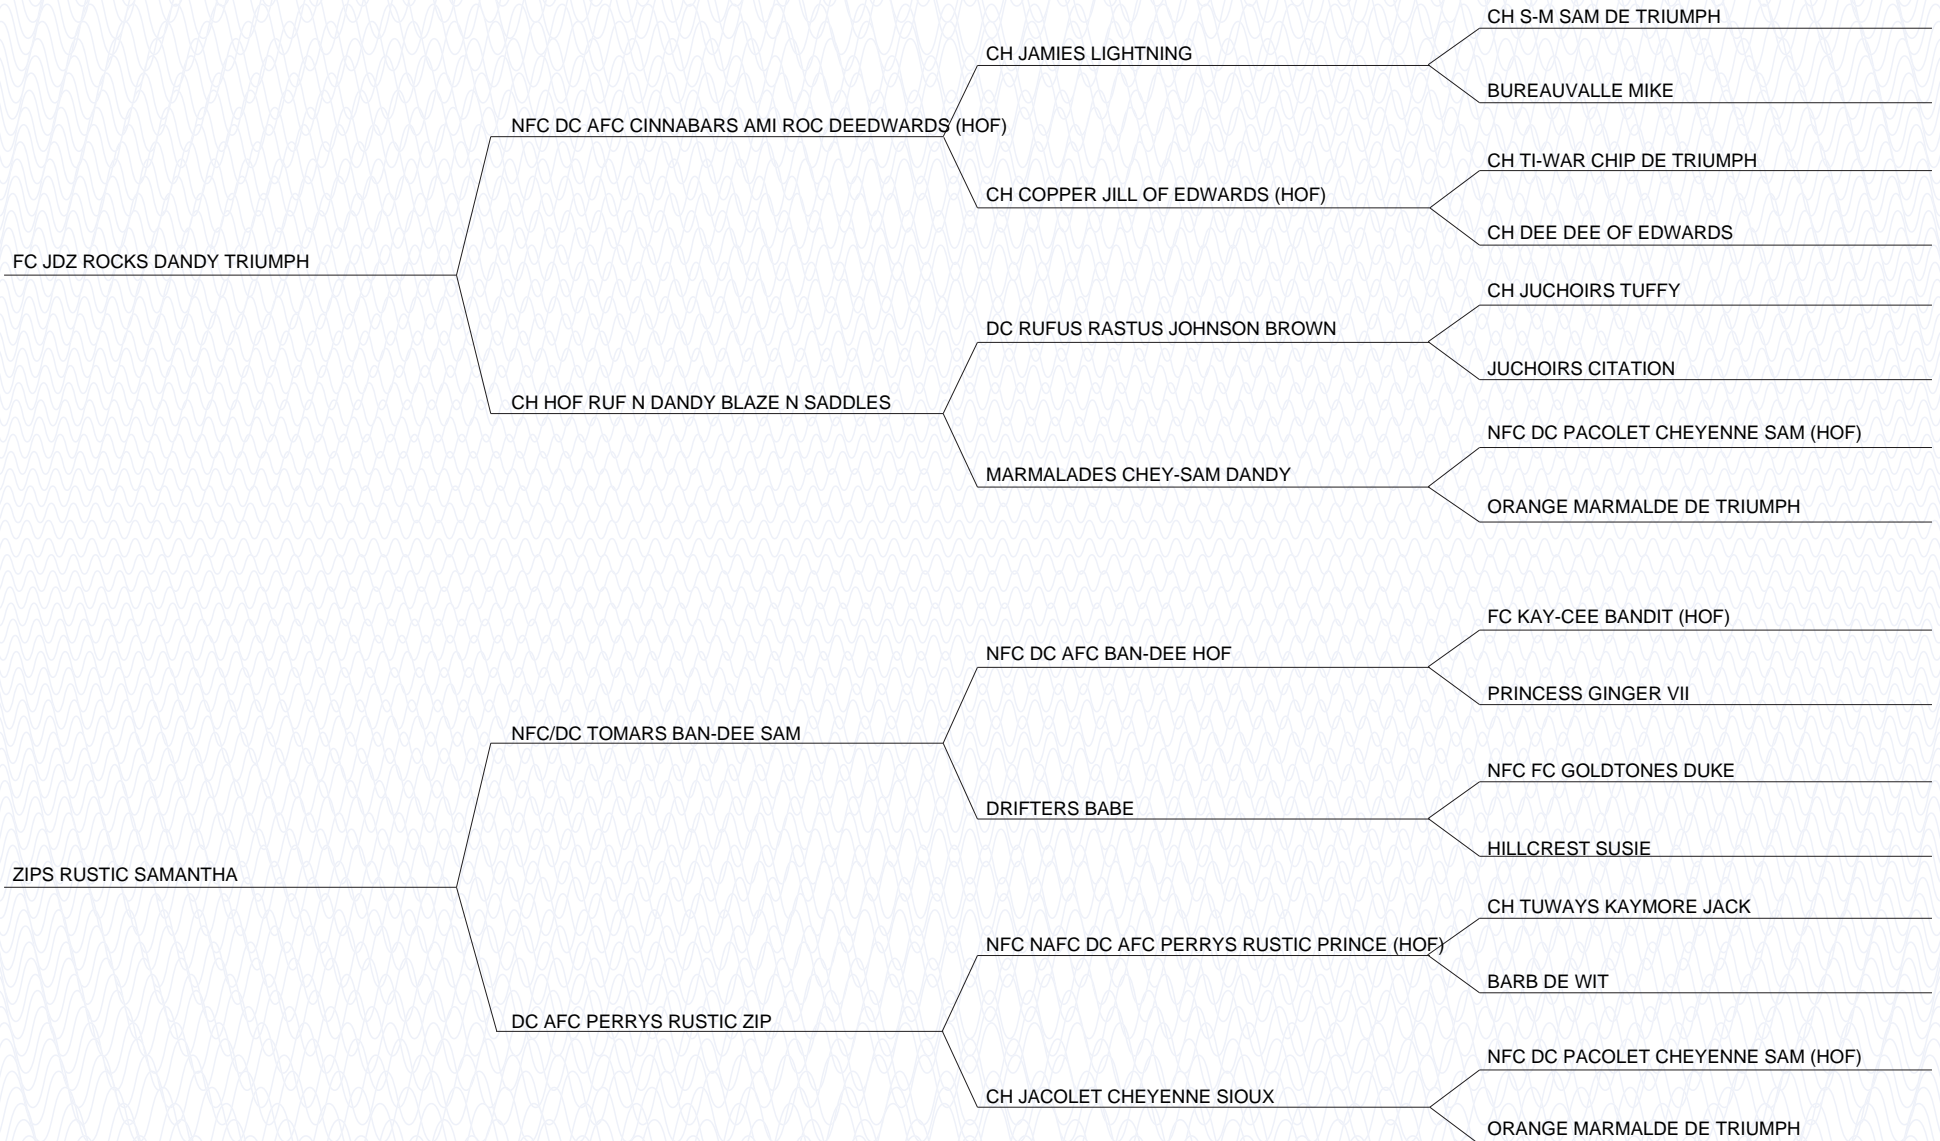 CH S-M SAM DE TRIUMPH
CH JAMIES LIGHTNING
BUREAUVALLE MIKE
NFC DC AFC CINNABARS AMI ROC DEEDWARDS (HOF)
CH TI-WAR CHIP DE TRIUMPH
CH COPPER JILL OF EDWARDS (HOF)
CH DEE DEE OF EDWARDS
FC JDZ ROCKS DANDY TRIUMPH
CH JUCHOIRS TUFFY
DC RUFUS RASTUS JOHNSON BROWN
JUCHOIRS CITATION
CH HOF RUF N DANDY BLAZE N SADDLES
NFC DC PACOLET CHEYENNE SAM (HOF)
MARMALADES CHEY-SAM DANDY
ORANGE MARMALDE DE TRIUMPH
FC KAY-CEE BANDIT (HOF)
NFC DC AFC BAN-DEE HOF
PRINCESS GINGER VII
NFC/DC TOMARS BAN-DEE SAM
NFC FC GOLDTONES DUKE
DRIFTERS BABE
HILLCREST SUSIE
ZIPS RUSTIC SAMANTHA
CH TUWAYS KAYMORE JACK
NFC NAFC DC AFC PERRYS RUSTIC PRINCE (HOF)
BARB DE WIT
DC AFC PERRYS RUSTIC ZIP
NFC DC PACOLET CHEYENNE SAM (HOF)
CH JACOLET CHEYENNE SIOUX
ORANGE MARMALDE DE TRIUMPH